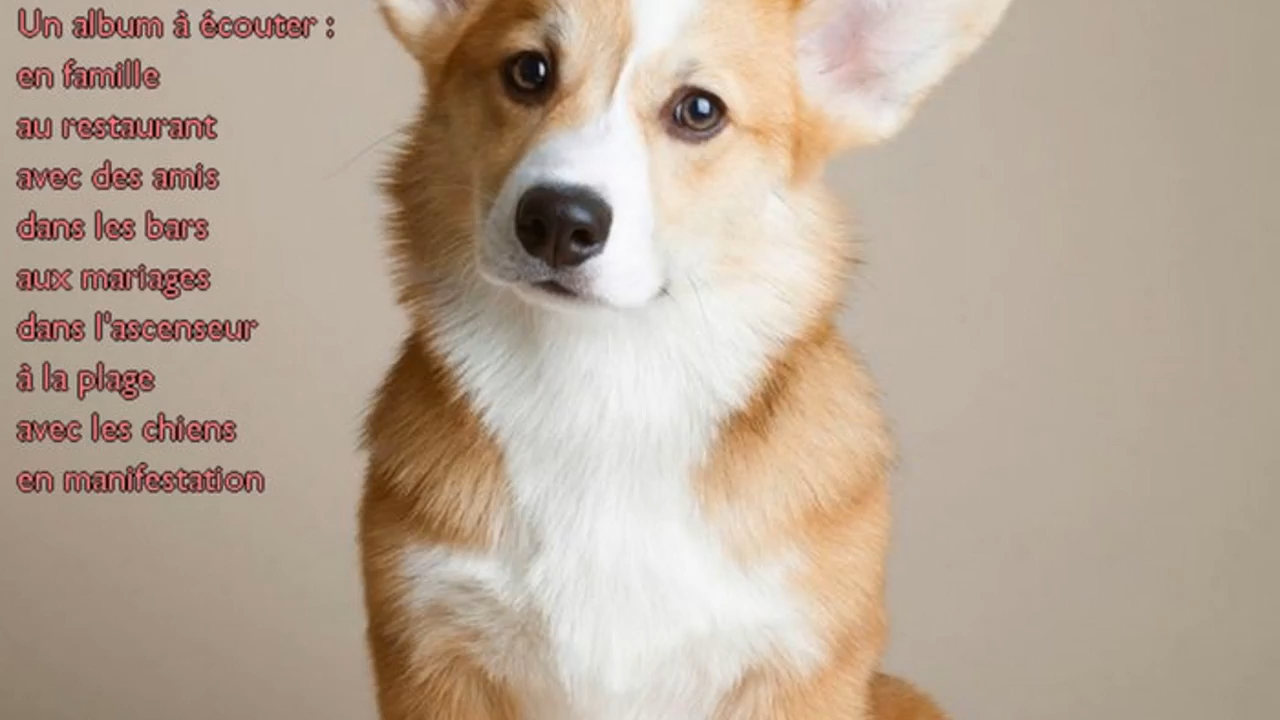 Un album à écouter :
en famille
au restaurant
avec des amis
dans les bars
aux mariages
dans l'ascenseur
à la plage
avec les chiens
en manifestation